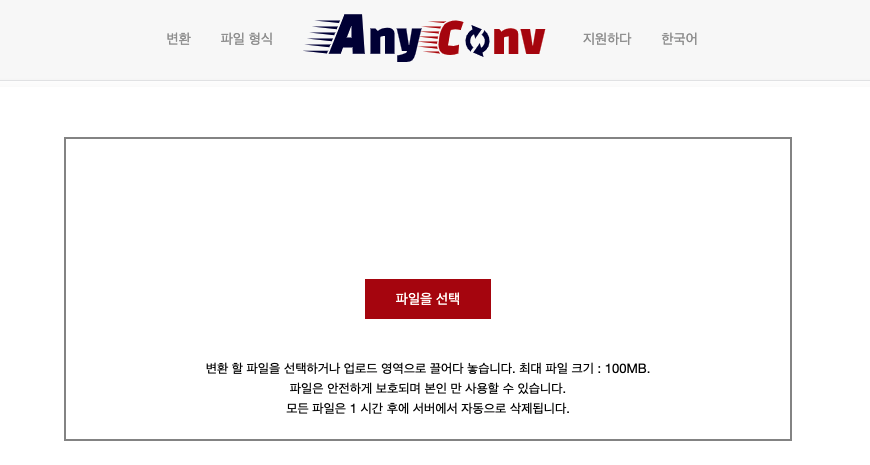 변환 파일 형식 AnyConv 지원하다 한국어
파일을 선택
변환 할 파일을 선택하거나 업로드 영역으로 끌어다 놓습니다. 최대 파일 크기 : 100MB.
파일은 안전하게 보호되며 본인 만 사용할 수 있습니다.
모든 파일은 1 시간 후에 서버에서 자동으로 삭제됩니다.